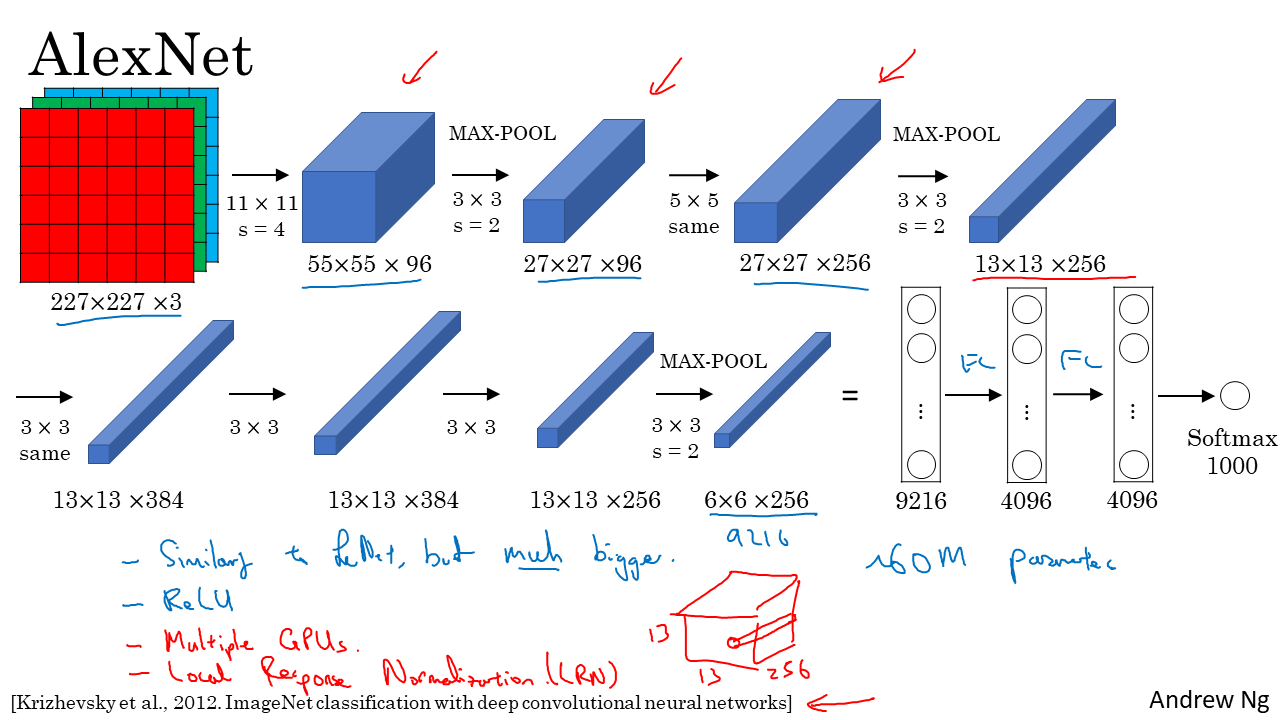 AlexNet
MAX-POOL
MAX-POOL
11 × 11
s = 4
3 × 3
s = 2
5 × 5
same
3 × 3
s = 2
227×227 ×3
55×55 × 96
27×27 ×96
27×27 ×256
13×13 ×256
MAX-POOL
3 × 3
same
3 × 3
3 × 3
3 × 3
s = 2
=
FC
FC
...
...
...
Softmax
1000
13×13 ×384
13×13 ×384
13×13 ×256
6×6 ×256
9216
9216
4096
4096
- Similary to LeNet, but much bigger.
~60M
- ReLU
- Multiple GPUs.
- Local Response Normalization (LRN)
13
13
256
[Krizhevsky et al., 2012. ImageNet classification with deep convolutional neural networks]
Andrew Ng